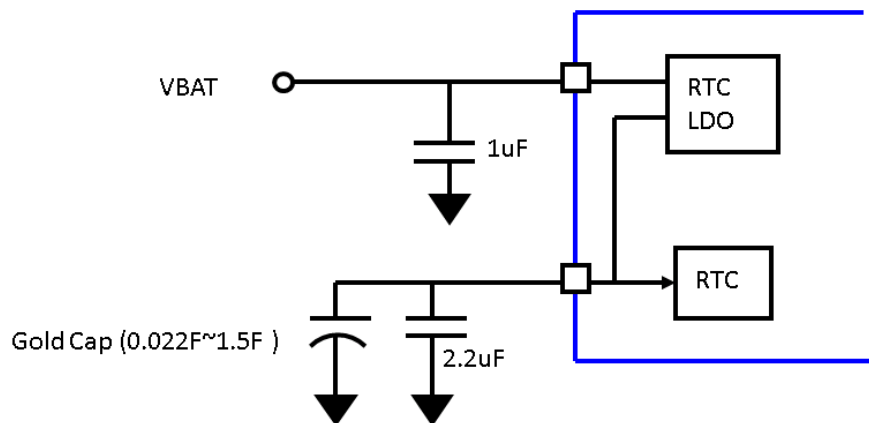 VBAT
RTC
LDO
1uF
RTC
Gold Cap (0.022F~1.5F )
2.2uF